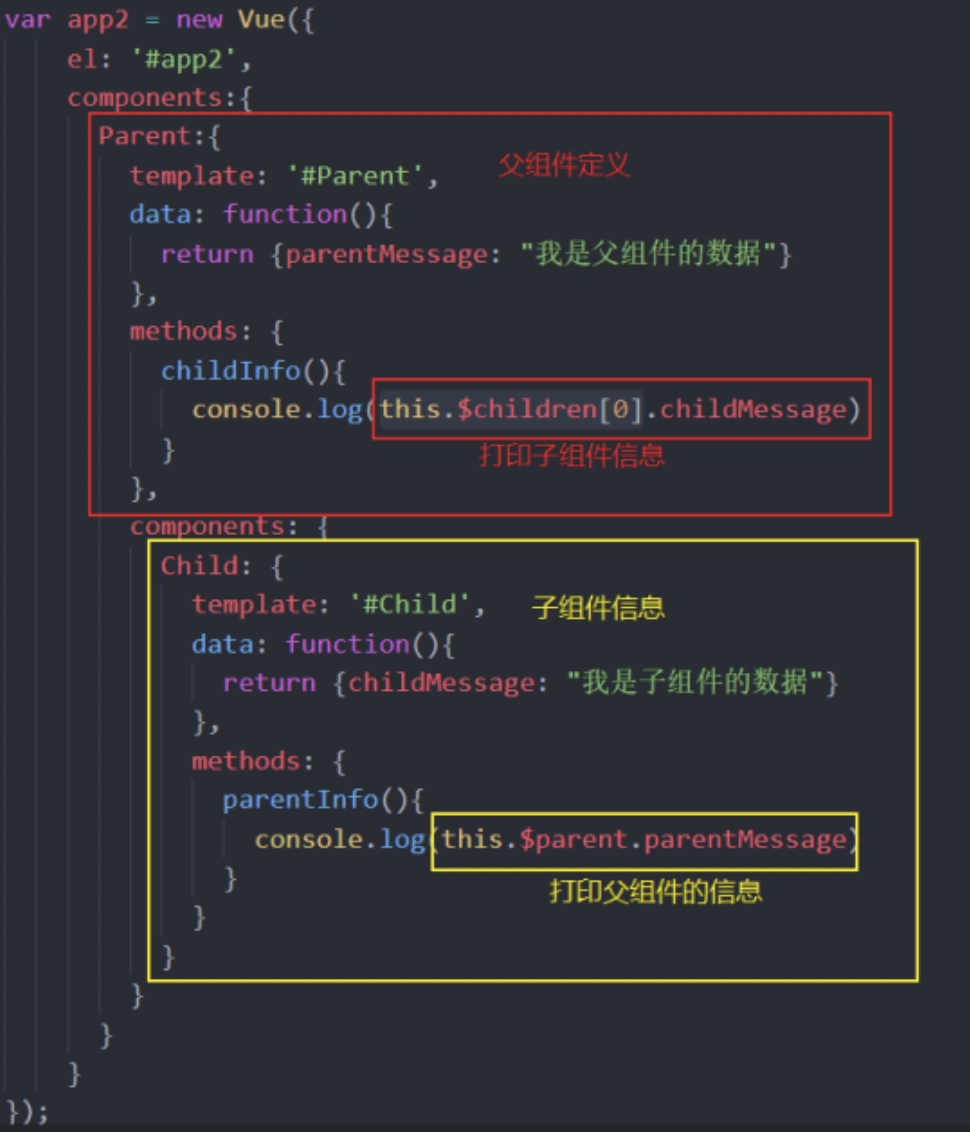 var app2 = new Vue({
el: '#app2',
components:{
Parent:{
template: '#Parent', 父组件定义
data: function(){
return {parentMessage: "我是父组件的数据"}
},
methods: {
childInfo(){
console.log(this.$children[0].childMessage)
} 打印子组件信息
},
components: {
Child: {
template: '#Child', 子组件信息
data: function(){
return {childMessage: "我是子组件的数据"}
},
methods: {
parentInfo(){
console.log(this.$parent.parentMessage)
} 打印父组件的信息
}
}
}
}
}
});